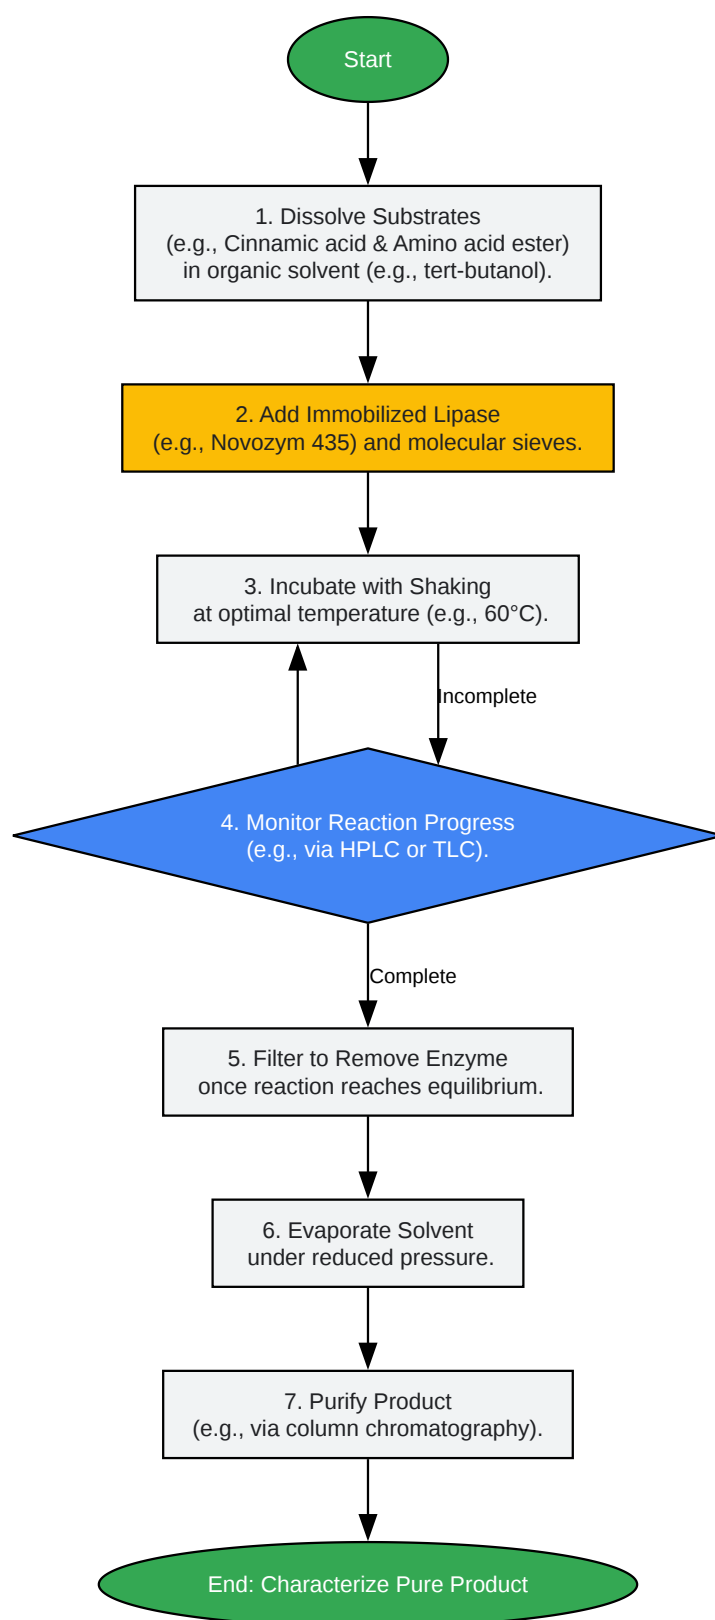 Start
1. Dissolve Substrates
(e.g., Cinnamic acid & Amino acid ester)
in organic solvent (e.g., tert-butanol).
2. Add Immobilized Lipase
(e.g., Novozym 435) and molecular sieves.
3. Incubate with Shaking
at optimal temperature (e.g., 60°C).
Incomplete
4. Monitor Reaction Progress
(e.g., via HPLC or TLC).
Complete
5. Filter to Remove Enzyme
once reaction reaches equilibrium.
6. Evaporate Solvent
under reduced pressure.
7. Purify Product
(e.g., via column chromatography).
End: Characterize Pure Product